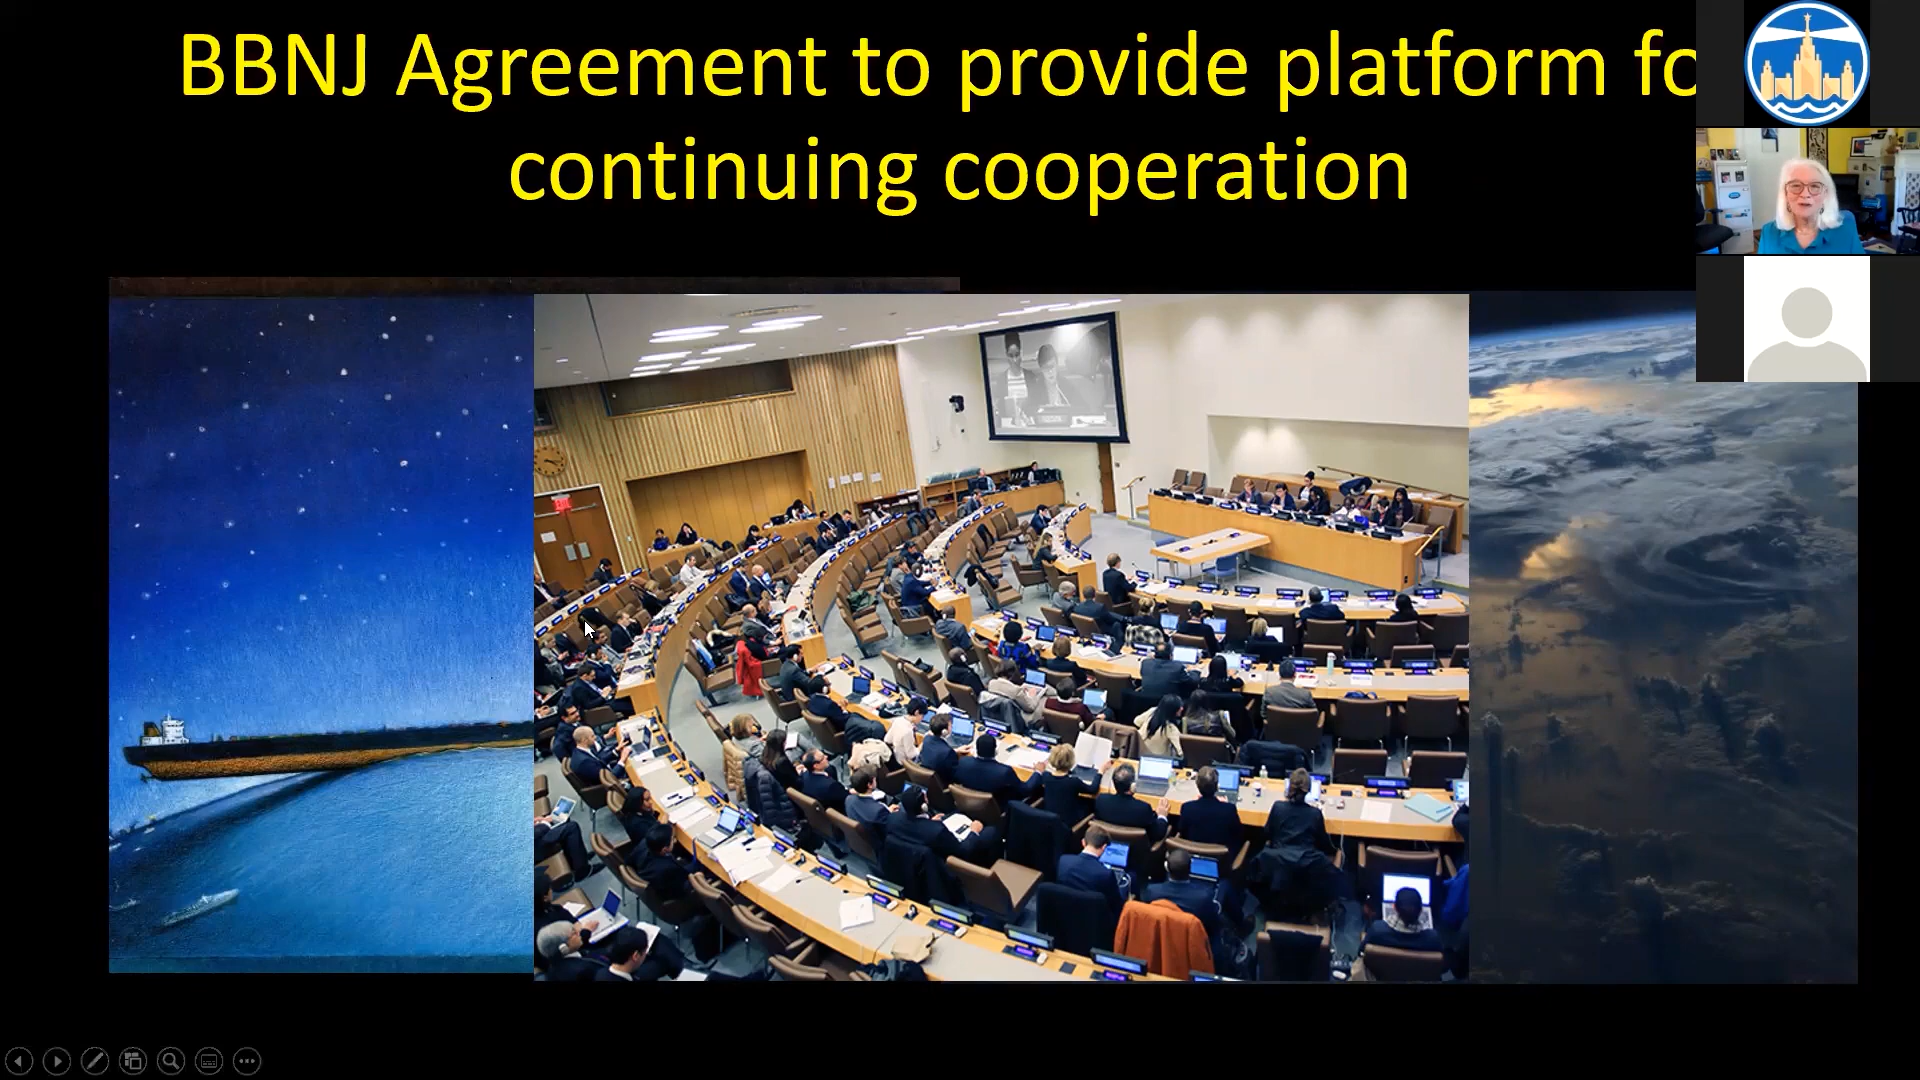 BBNJ Agreement to provide platform fo
continuing cooperation